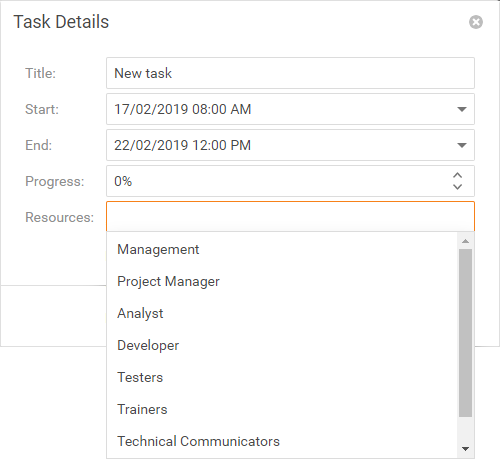 Task Details
Title: New task
Start: 17/02/2019 08:00 AM
End: 22/02/2019 12:00 PM
Progress: 0%
Resources:
Management
Project Manager
Analyst
Developer
Testers
Trainers
Technical Communicators